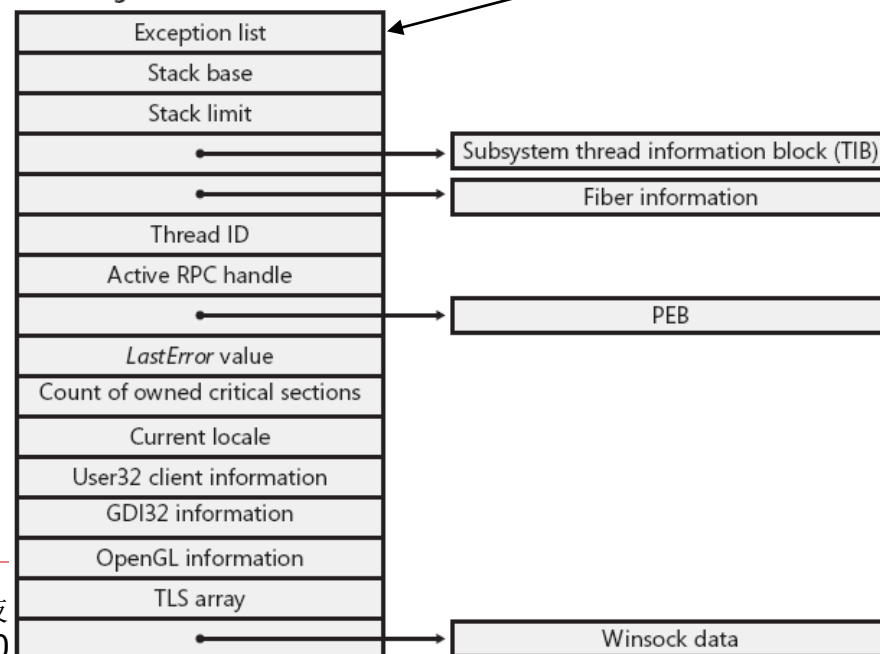 Exception list
Stack base
Stack limit
Subsystem thread information block (TIB)
Fiber information
Thread ID
Active RPC handle
PEB
LastError value
Count of owned critical sections
Current locale
User32 client information
GDI32 information
OpenGL information
TLS array
Winsock data